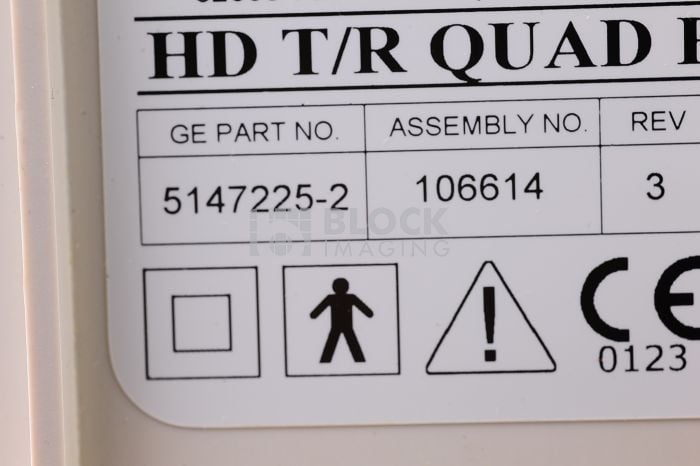 HD T/R QUAD
GE PART NO. ASSEMBLY NO. REV
5147225-2 106614 3
BLOCK
IMAGING
!
CE
0123